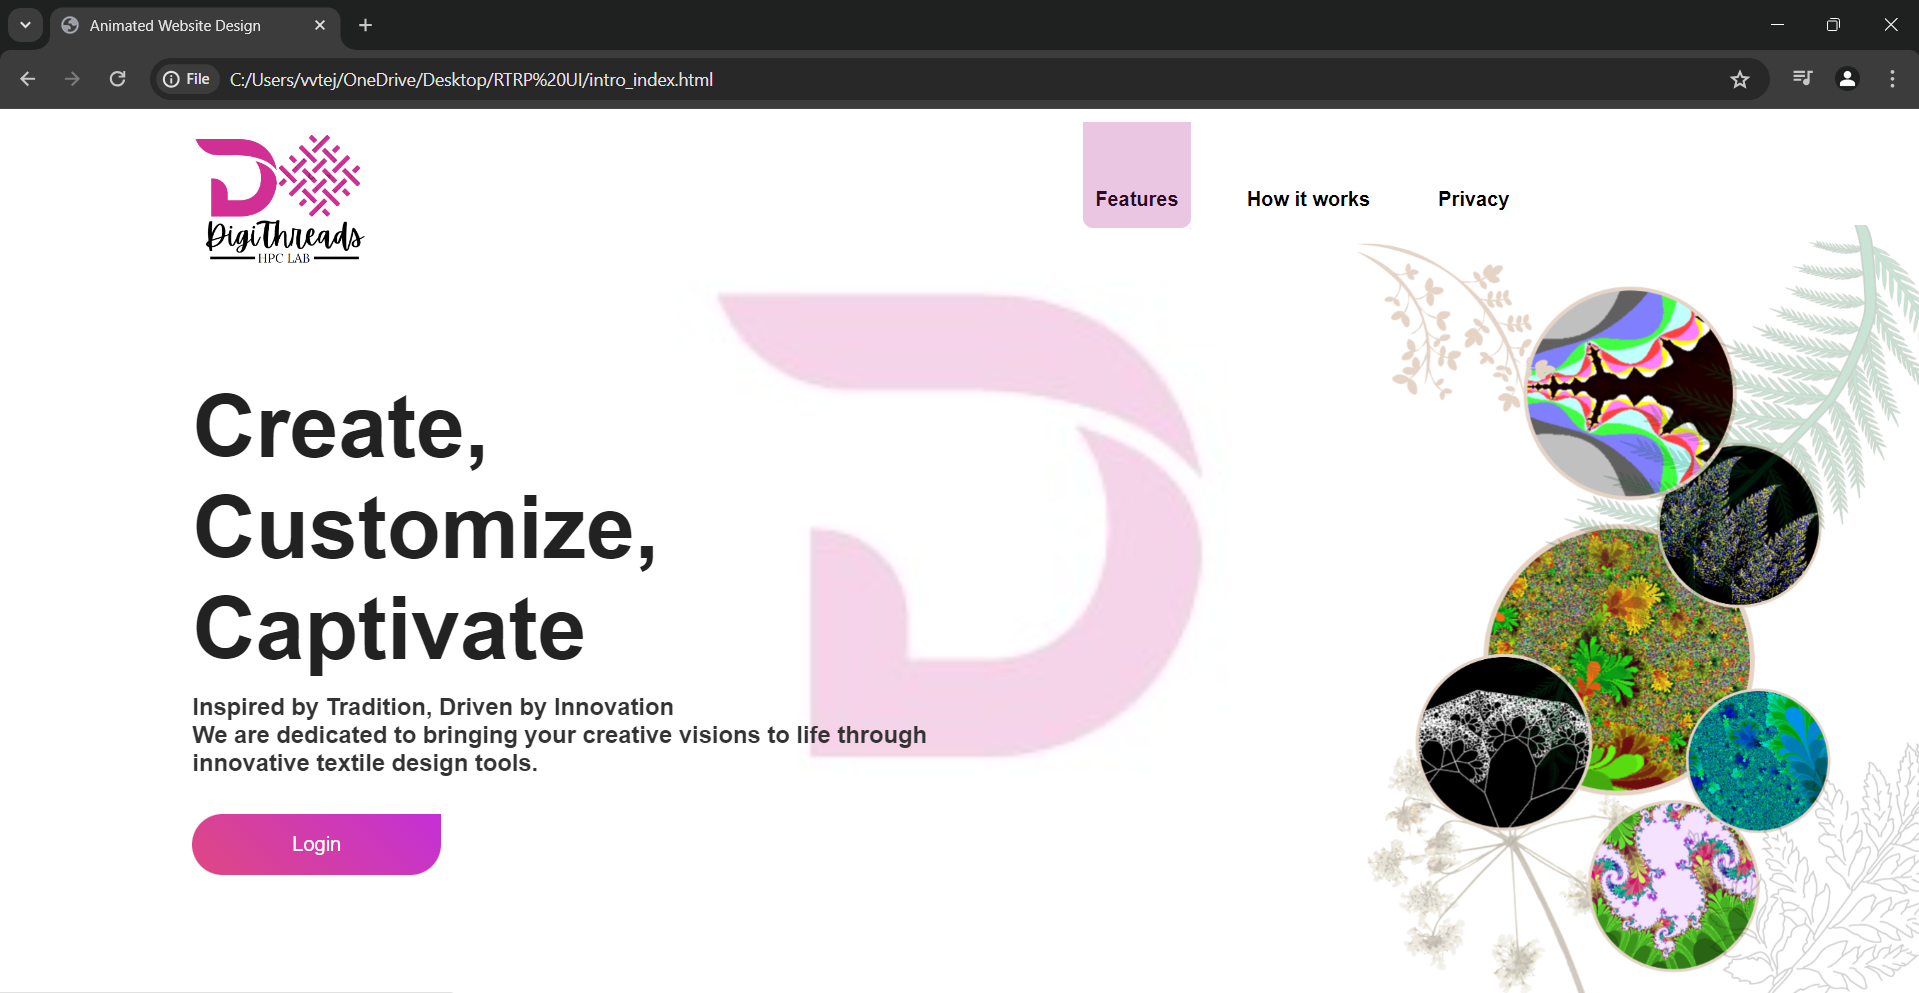 Animated Website Design
File
C:/Users/vvtej/OneDrive/Desktop/RTRP%20UI/intro_index.html
DigiThreads
HPC LAB
Features
How it works
Privacy
Create,
Customize,
Captivate
Inspired by Tradition, Driven by Innovation
We are dedicated to bringing your creative visions to life through
innovative textile design tools.
Login